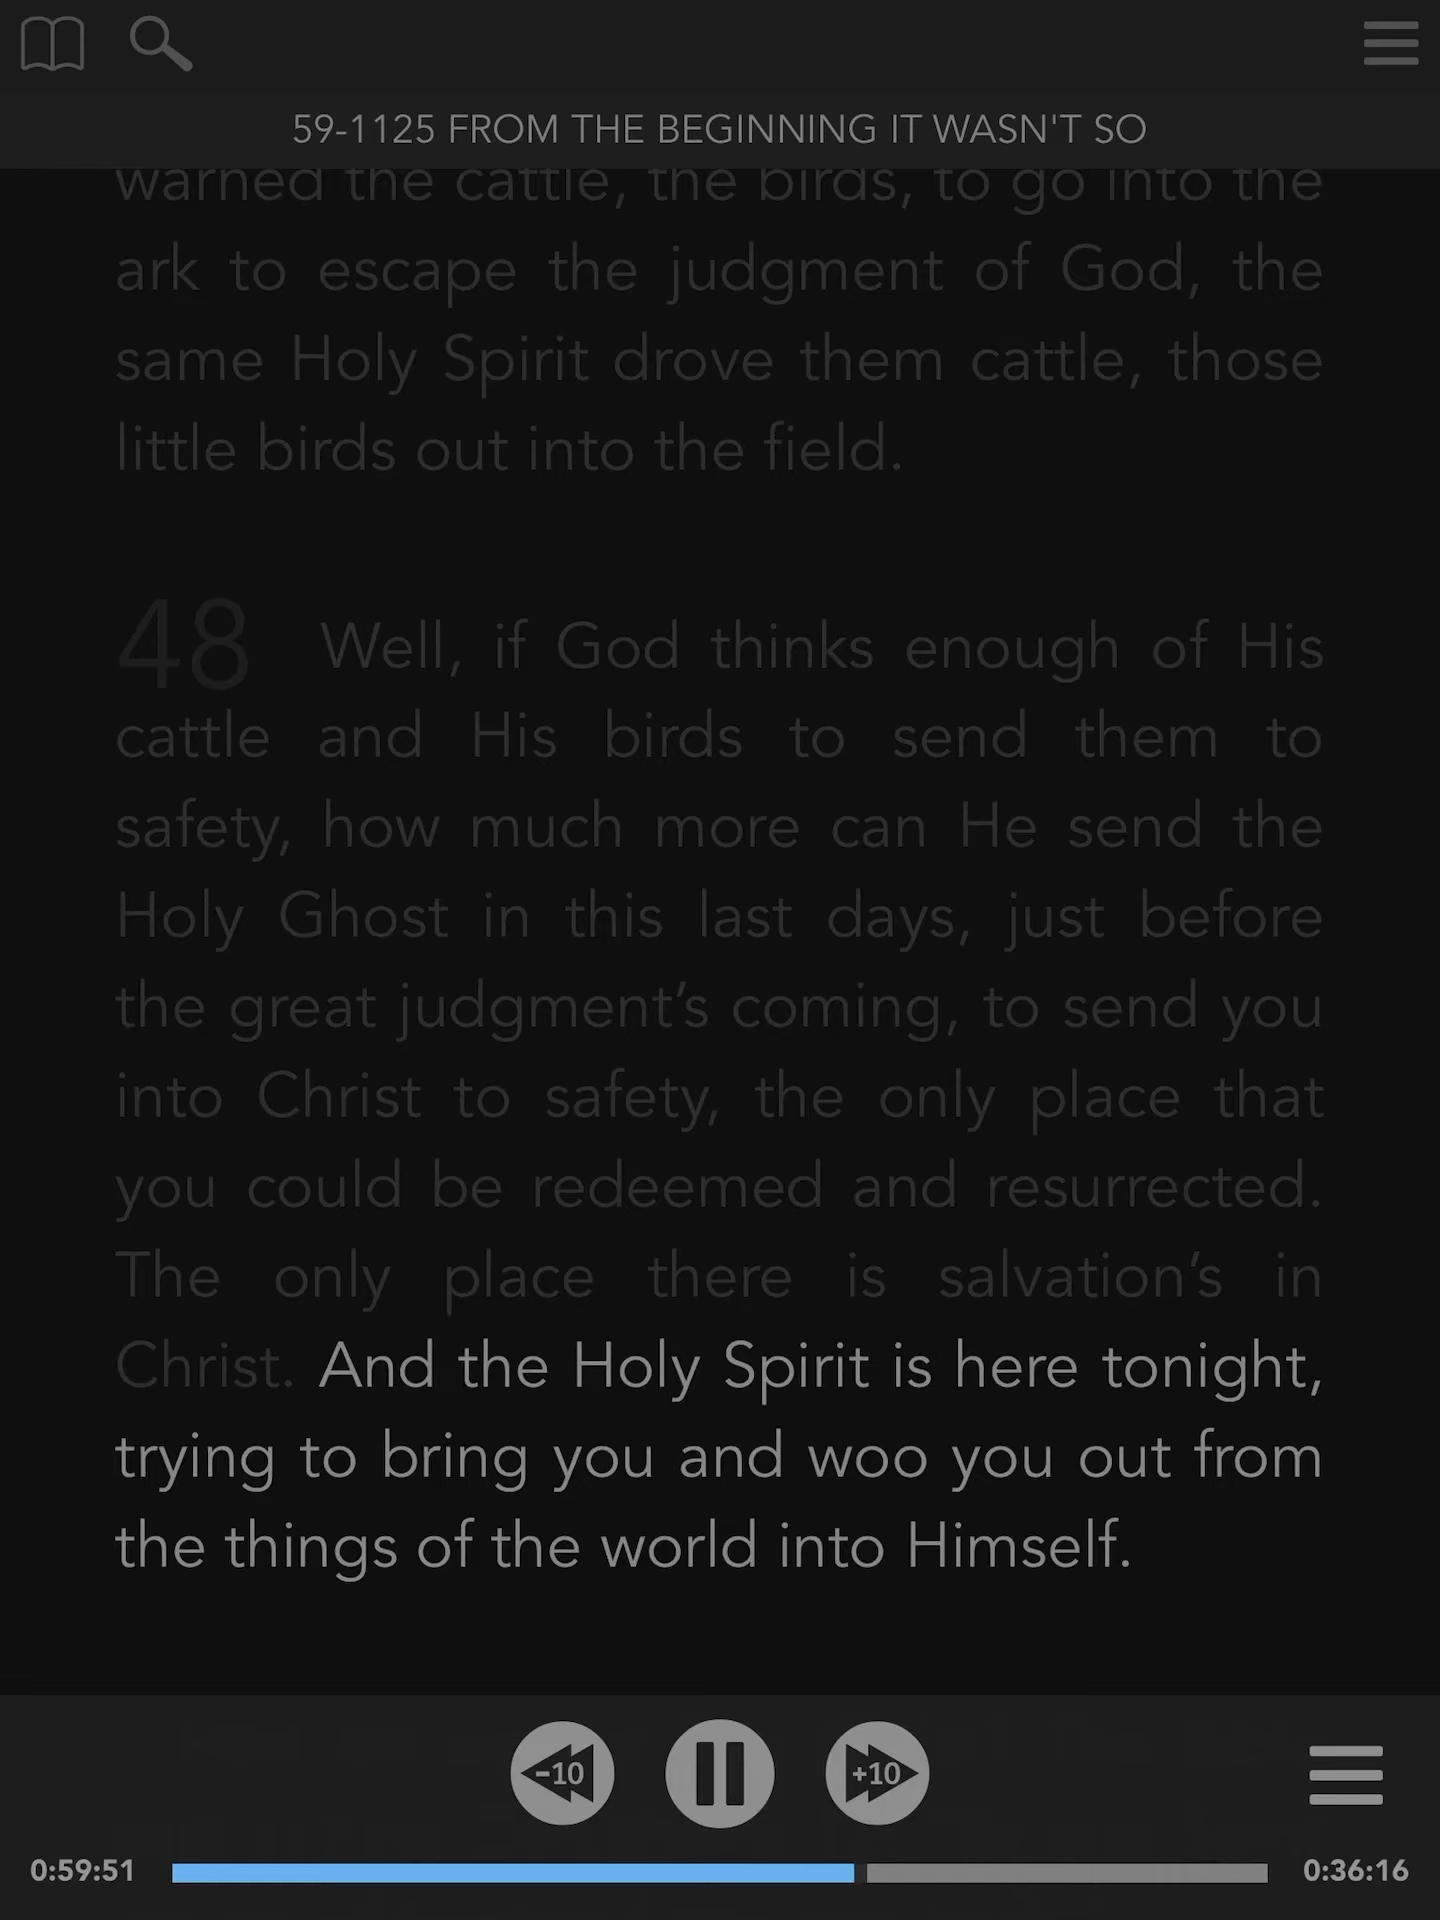 59-1125 FROM THE BEGINNING IT WASN'T SO
warned the cattle, the birds, to go into the
ark to escape the judgment of God, the
same Holy Spirit drove them cattle, those
little birds out into the field.
48 Well, if God thinks enough of His
cattle and His birds to send them to
safety, how much more can He send the
Holy Ghost in this last days, just before
the great judgment’s coming, to send you
into Christ to safety, the only place that
you could be redeemed and resurrected.
The only place there is salvation’s in
Christ. And the Holy Spirit is here tonight,
trying to bring you and woo you out from
the things of the world into Himself.
-10 +10
0:59:51 0:36:16